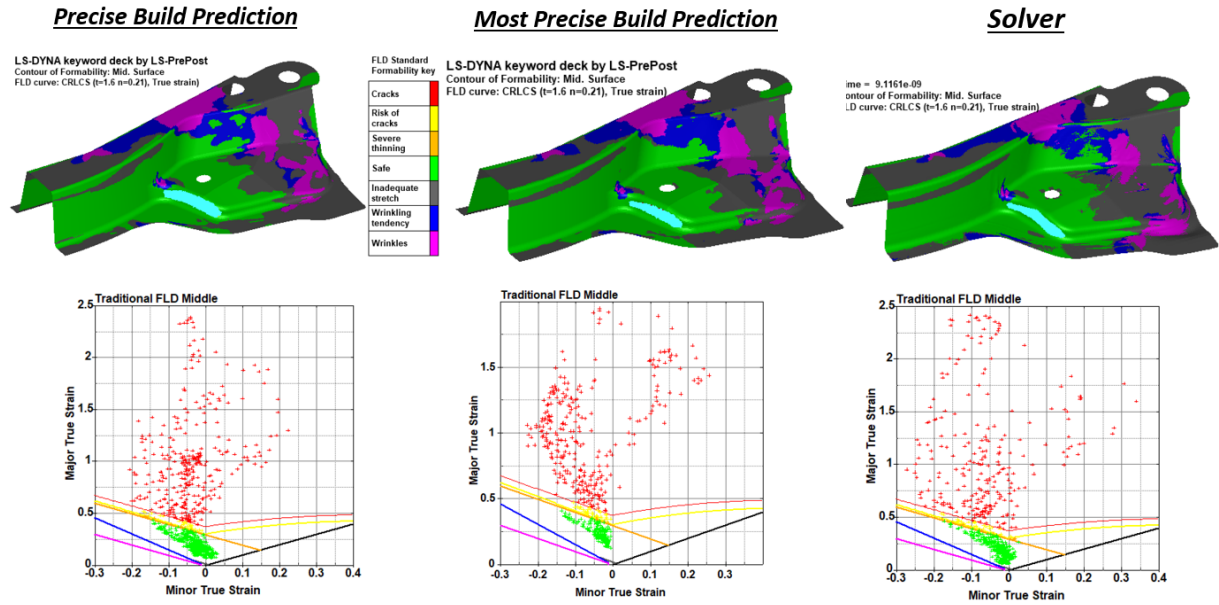 Precise Build Prediction
Most Precise Build Prediction
Solver
LS-DYNA keyword deck by LS-PrePost
Contour of Formability: Mid. Surface
FLD curve: CRLCS (t=1.6 n=0.21), True strain)
FLD Standard
Formability key
Cracks
Risk of
cracks
Severe
thinning
Safe
Inadequate
stretch
Wrinkling
tendency
Wrinkles
LS-DYNA keyword deck by LS-PrePost
Contour of Formability: Mid. Surface
FLD curve: CRLCS (t=1.6 n=0.21), True strain)
ime = 9.1161e-09
ontour of Formability: Mid. Surface
LD curve: CRLCS (t=1.6 n=0.21), True strain)
Traditional FLD Middle
2.5
2
1.5
1
0.5
0
-0.3
-0.2
-0.1
0
0.1
0.2
0.3
0.4
Major True Strain
Minor True Strain
Traditional FLD Middle
1.5
1
0.5
0
-0.3
-0.2
-0.1
0
0.1
0.2
0.3
Major True Strain
Minor True Strain
Traditional FLD Middle
2.5
2
1.5
1
0.5
0
-0.3
-0.2
-0.1
0
0.1
0.2
0.3
0.4
Major True Strain
Minor True Strain